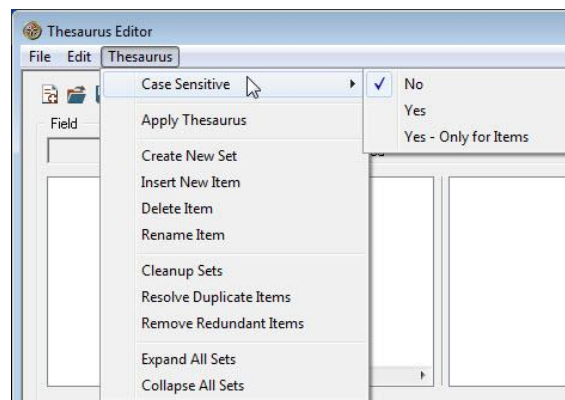 Thesaurus Editor
File Edit Thesaurus
Case Sensitive
No
Yes
Yes - Only for Items
Field
Apply Thesaurus
Create New Set
Insert New Item
Delete Item
Rename Item
Cleanup Sets
Resolve Duplicate Items
Remove Redundant Items
Expand All Sets
Collapse All Sets